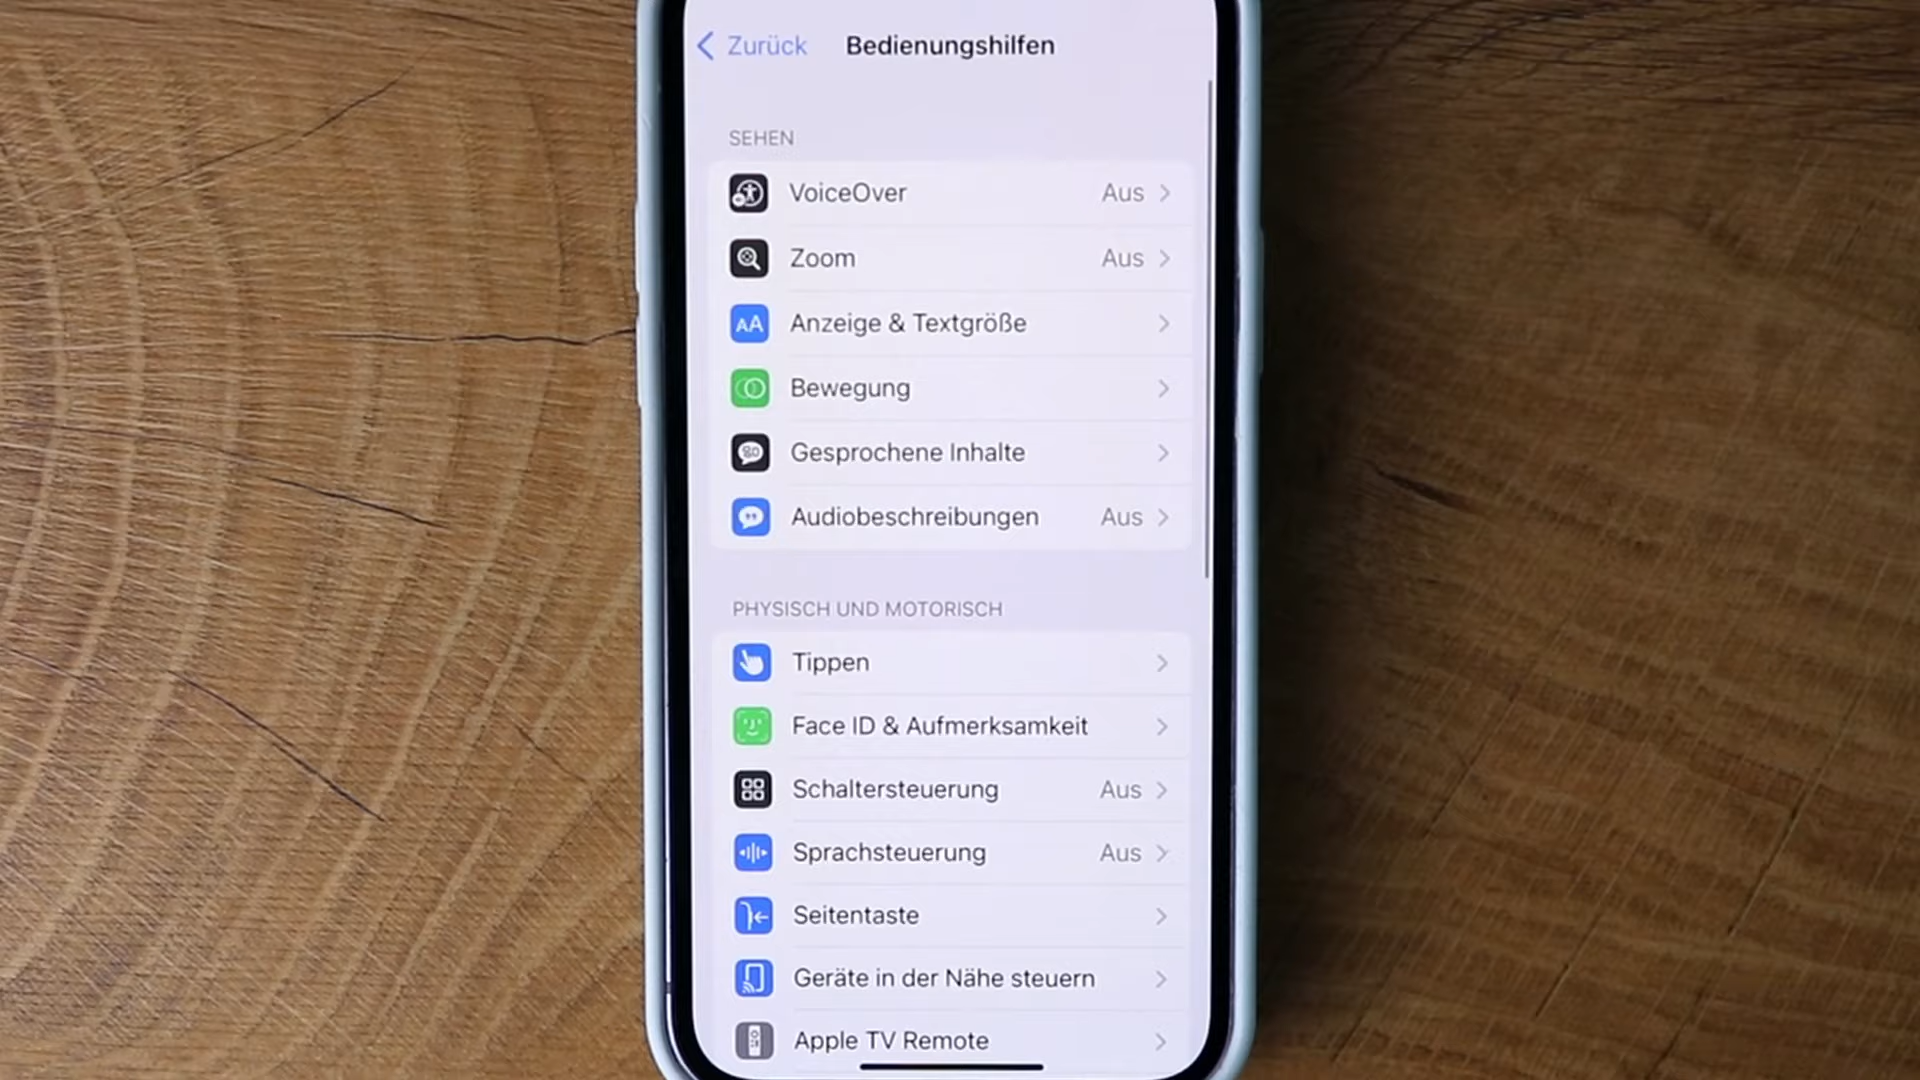 Zurück Bedienungshilfen
SEHEN
VoiceOver Aus
Zoom Aus
AA Anzeige & Textgröße
Bewegung
Gesprochene Inhalte
Audiobeschreibungen Aus
PHYSISCH UND MOTORISCH
Tippen
Face ID & Aufmerksamkeit
Schaltersteuerung Aus
Sprachsteuerung Aus
Seitentaste
Geräte in der Nähe steuern
Apple TV Remote